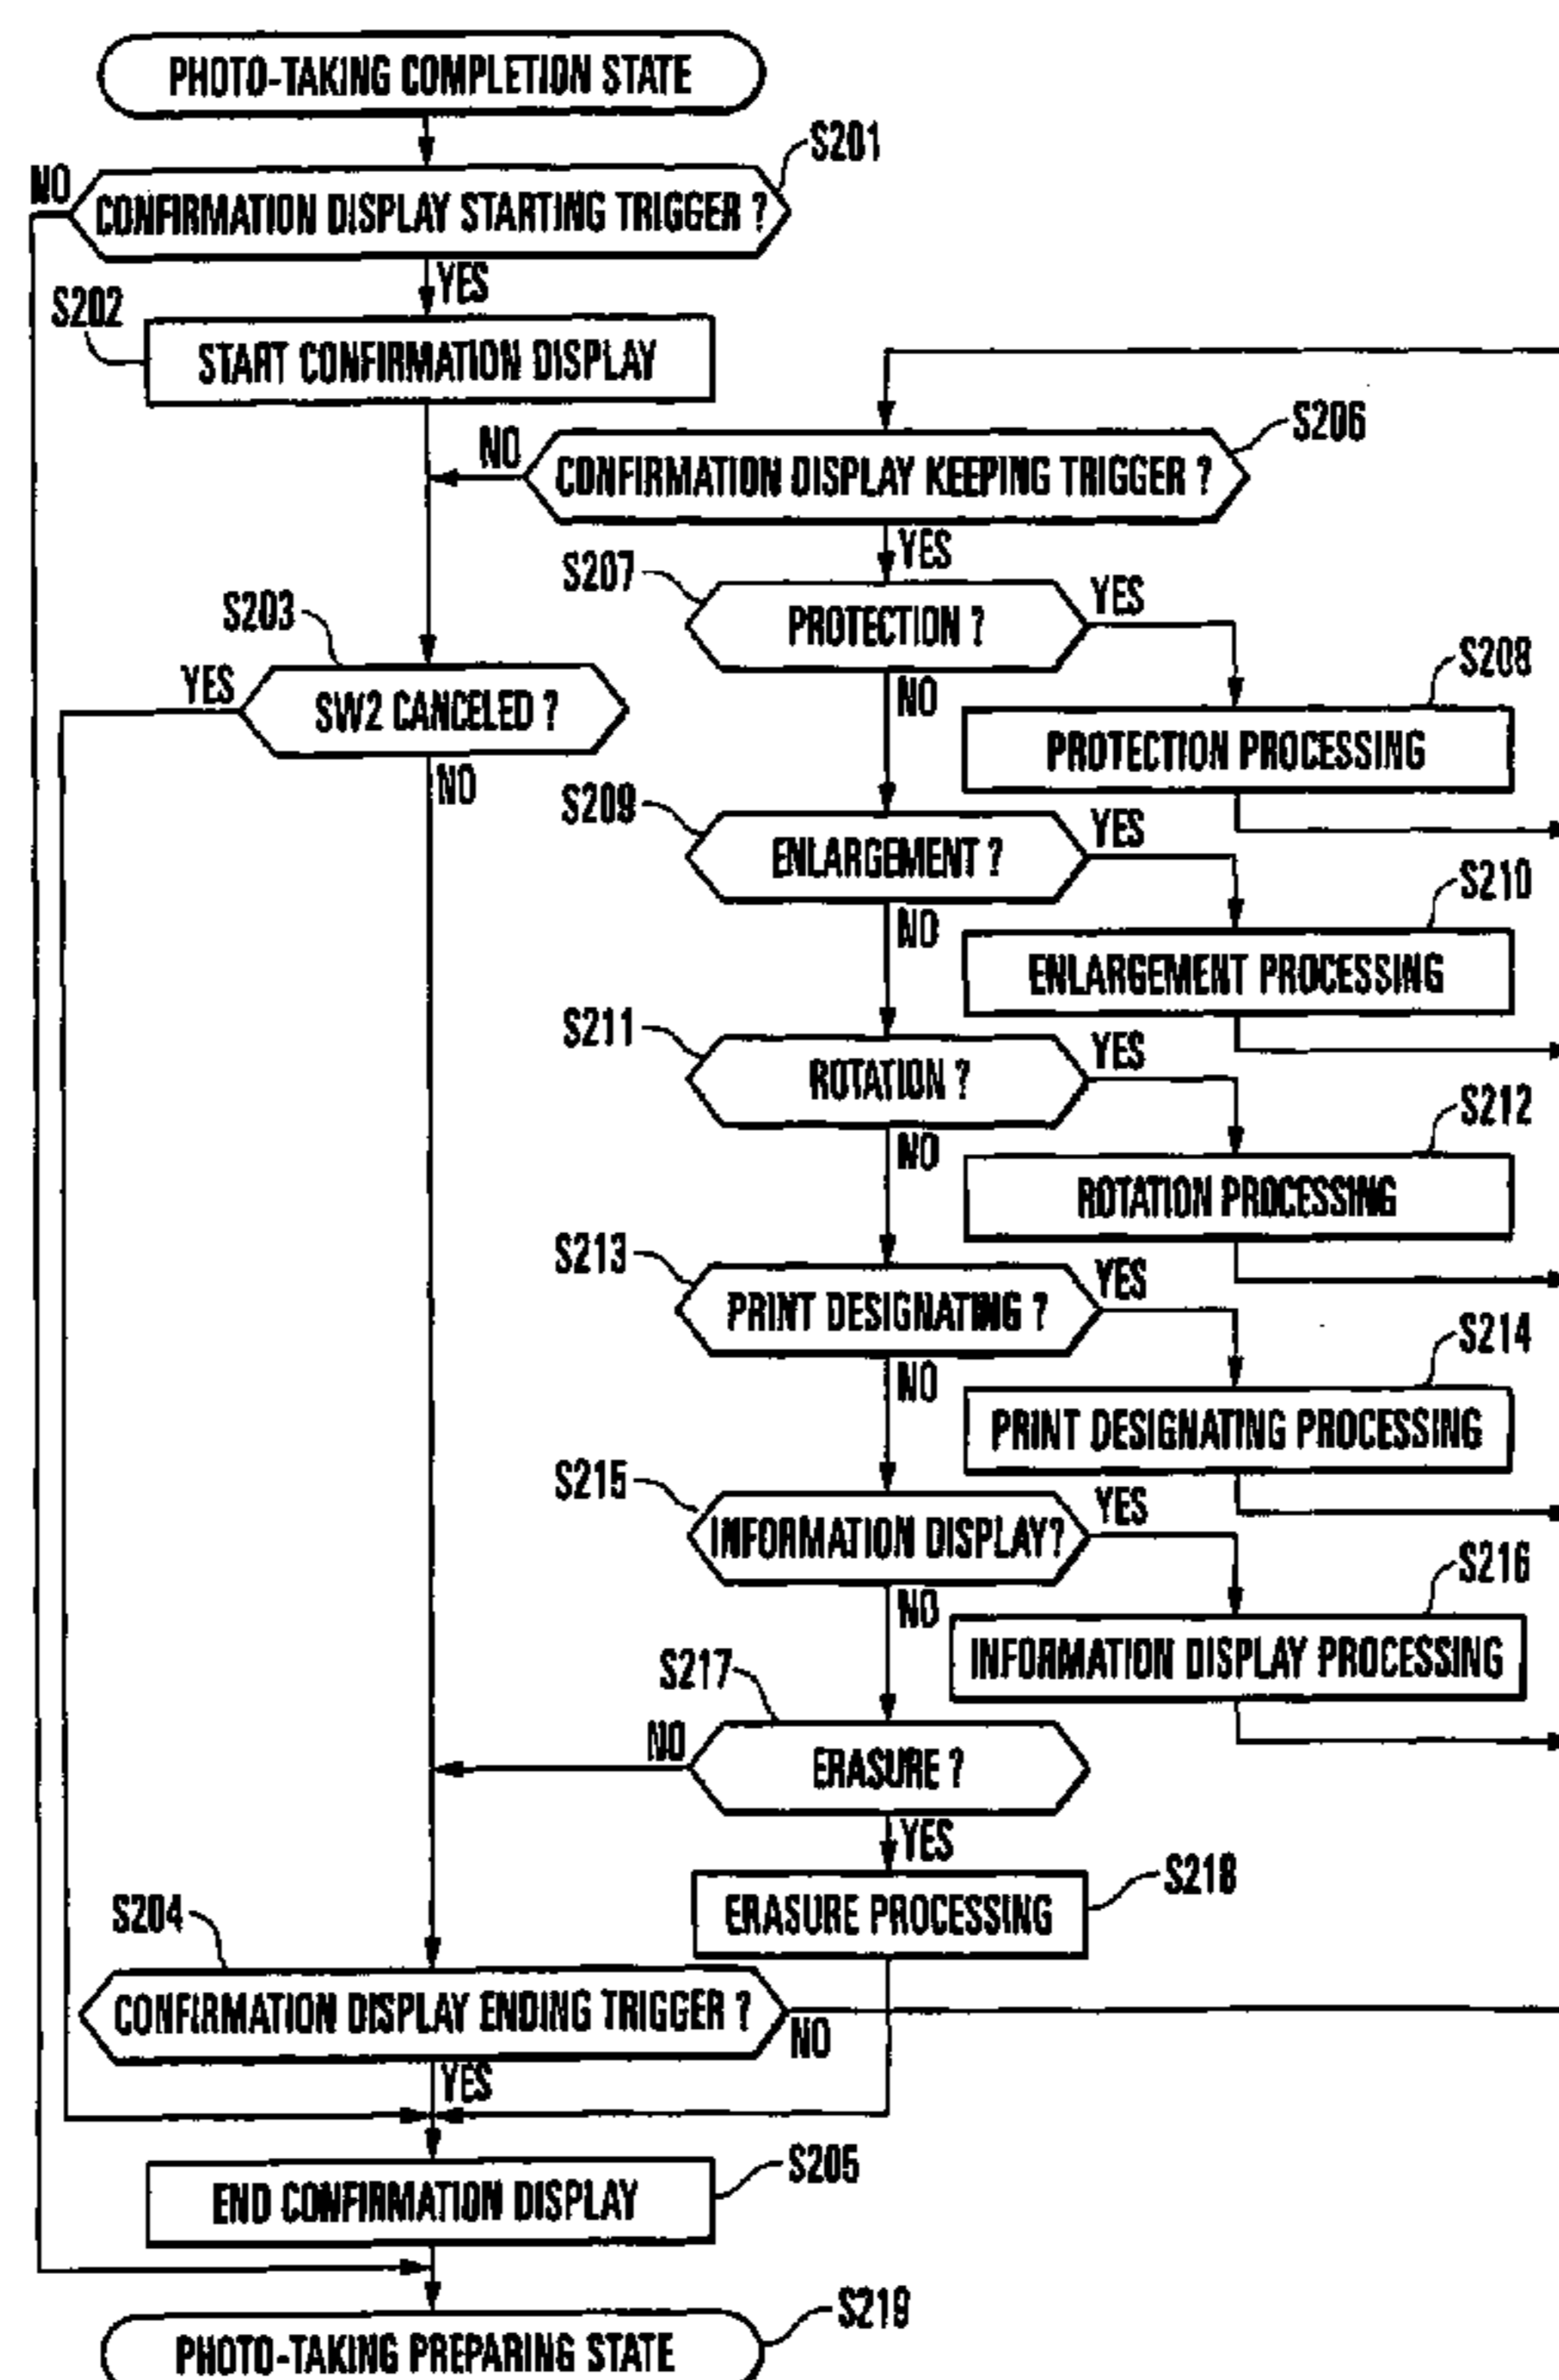 PHOTO-TAKING COMPLETION STATE
S201
NO
CONFIRMATION DISPLAY STARTING TRIGGER ?
YES
S202
START CONFIRMATION DISPLAY
S206
NO
CONFIRMATION DISPLAY KEEPING TRIGGER ?
YES
S207
PROTECTION ?
YES
S203
S208
YES
SW2 CANCELED ?
NO
PROTECTION PROCESSING
NO
S209
ENLARGEMENT ?
YES
S210
NO
ENLARGEMENT PROCESSING
S211
ROTATION ?
YES
S212
NO
ROTATION PROCESSING
S213
PRINT DESIGNATING ?
YES
S214
NO
PRINT DESIGNATING PROCESSING
S215
INFORMATION DISPLAY?
YES
S216
NO
INFORMATION DISPLAY PROCESSING
S217
NO
ERASURE ?
YES
S218
ERASURE PROCESSING
S204
CONFIRMATION DISPLAY ENDING TRIGGER ?
NO
YES
S205
END CONFIRMATION DISPLAY
S219
PHOTO-TAKING PREPARING STATE